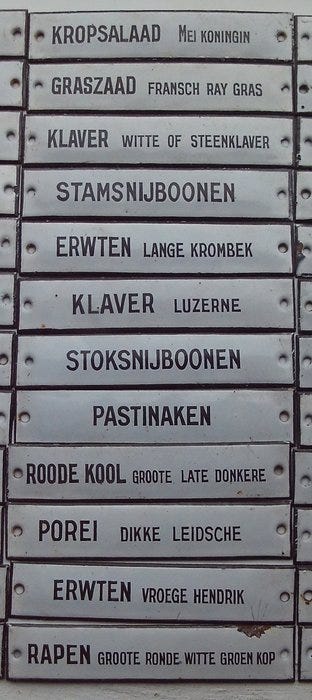 KROPSALAAD MEI KONINGIN
GRASZAAD FRANSCH RAY GRAS
KLAVER WITTE OF STEENKLAVER
STAMSNIJBOONEN
ERWTEN LANGE KROMBEK
KLAVER LUZERNE
STOKSNIJBOONEN
PASTINAKEN
ROODE KOOL GROOTE LATE DONKERE
POREI DIKKE LEIDSCHE
ERWTEN VROEGE HENDRIK
RAPEN GROOTE RONDE WITTE GROEN KOP